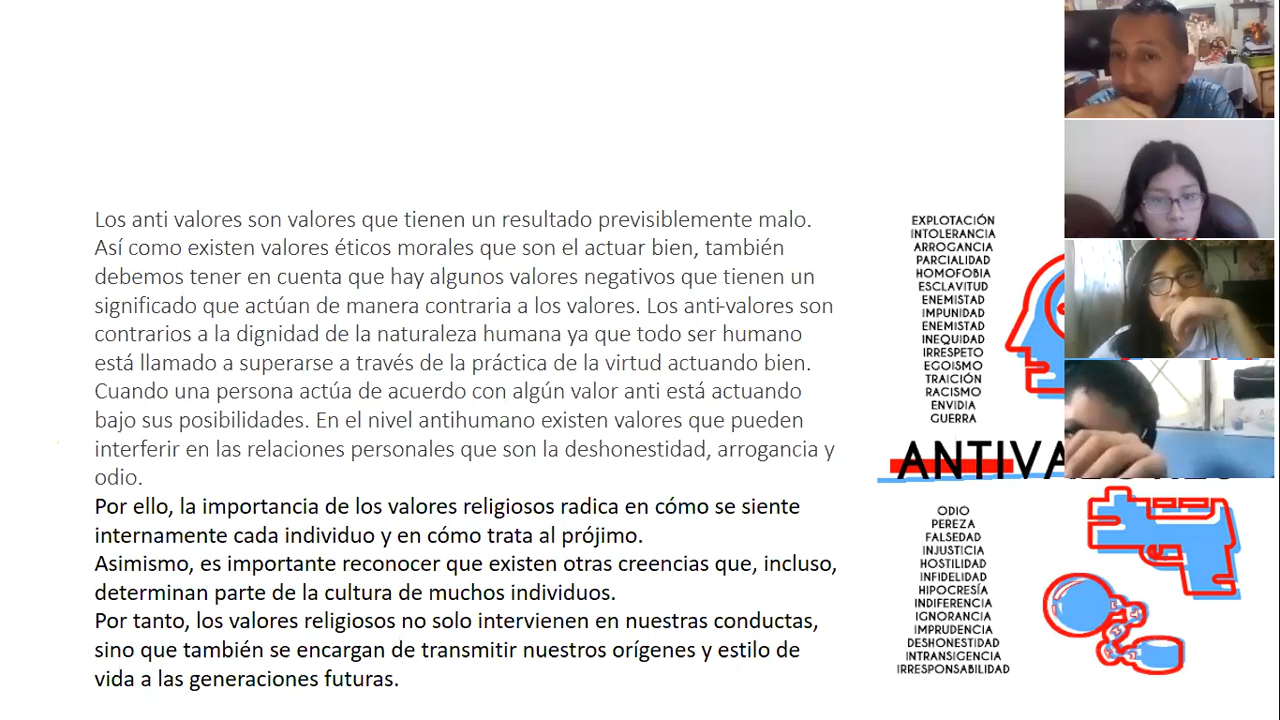 Los anti valores son valores que tienen un resultado previsiblemente malo.
Así como existen valores éticos morales que son el actuar bien, también
debemos tener en cuenta que hay algunos valores negativos que tienen un
significado que actúan de manera contraria a los valores. Los anti-valores son
contrarios a la dignidad de la naturaleza humana ya que todo ser humano
está llamado a superarse a través de la práctica de la virtud actuando bien.
Cuando una persona actúa de acuerdo con algún valor anti está actuando
bajo sus posibilidades. En el nivel antihumano existen valores que pueden
interferir en las relaciones personales que son la deshonestidad, arrogancia y
odio.
Por ello, la importancia de los valores religiosos radica en cómo se siente
internamente cada individuo y en cómo trata al prójimo.
Asimismo, es importante reconocer que existen otras creencias que, incluso,
determinan parte de la cultura de muchos individuos.
Por tanto, los valores religiosos no solo intervienen en nuestras conductas,
sino que también se encargan de transmitir nuestros orígenes y estilo de
vida a las generaciones futuras.
EXPLOTACIÓN
INTOLERANCIA
ARROGANCIA
PARCIALIDAD
HOMOFOBIA
ESCLAVITUD
ENEMISTAD
IMPUNIDAD
ENEMISTAD
INEQUIDAD
IRRESPETO
EGOISMO
TRAICIÓN
RACISMO
ENVIDIA
GUERRA
ANTIVA
ODIO
PEREZA
FALSEDAD
INJUSTICIA
HOSTILIDAD
INFIDELIDAD
HIPOCRESÍA
INDIFERENCIA
IGNORANCIA
IMPRUDENCIA
DESHONESTIDAD
INTRANSIGENCIA
IRRESPONSABILIDAD